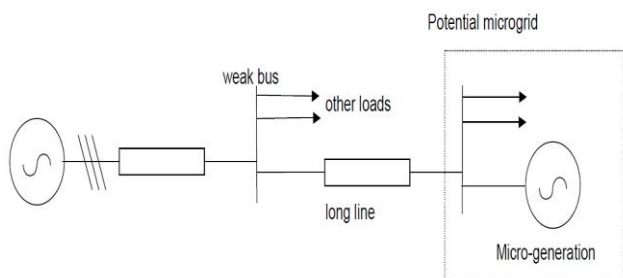 Potential microgrid
weak bus
other loads
long line
Micro-generation